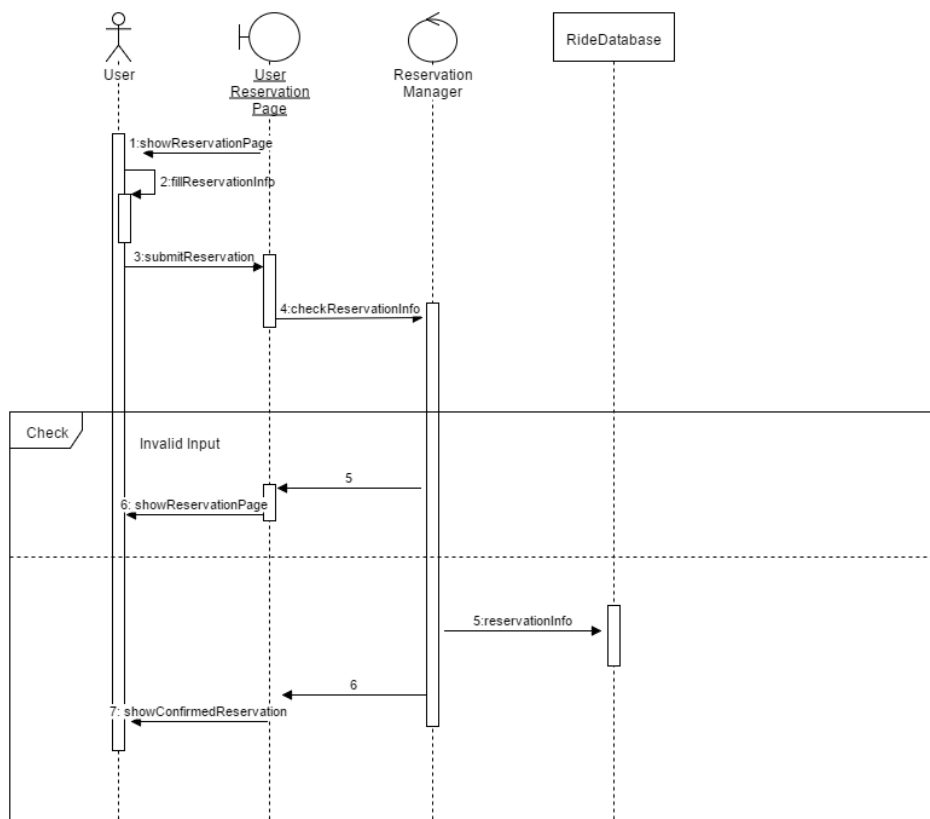 RideDatabase
User
User
Reservation
Page
Reservation
Manager
1:showReservationPage
2:fillReservationInfo
3:submitReservation
4:checkReservationInfo
Check
Invalid Input
5
6: showReservationPage
5:reservationInfo
6
7: showConfirmedReservation